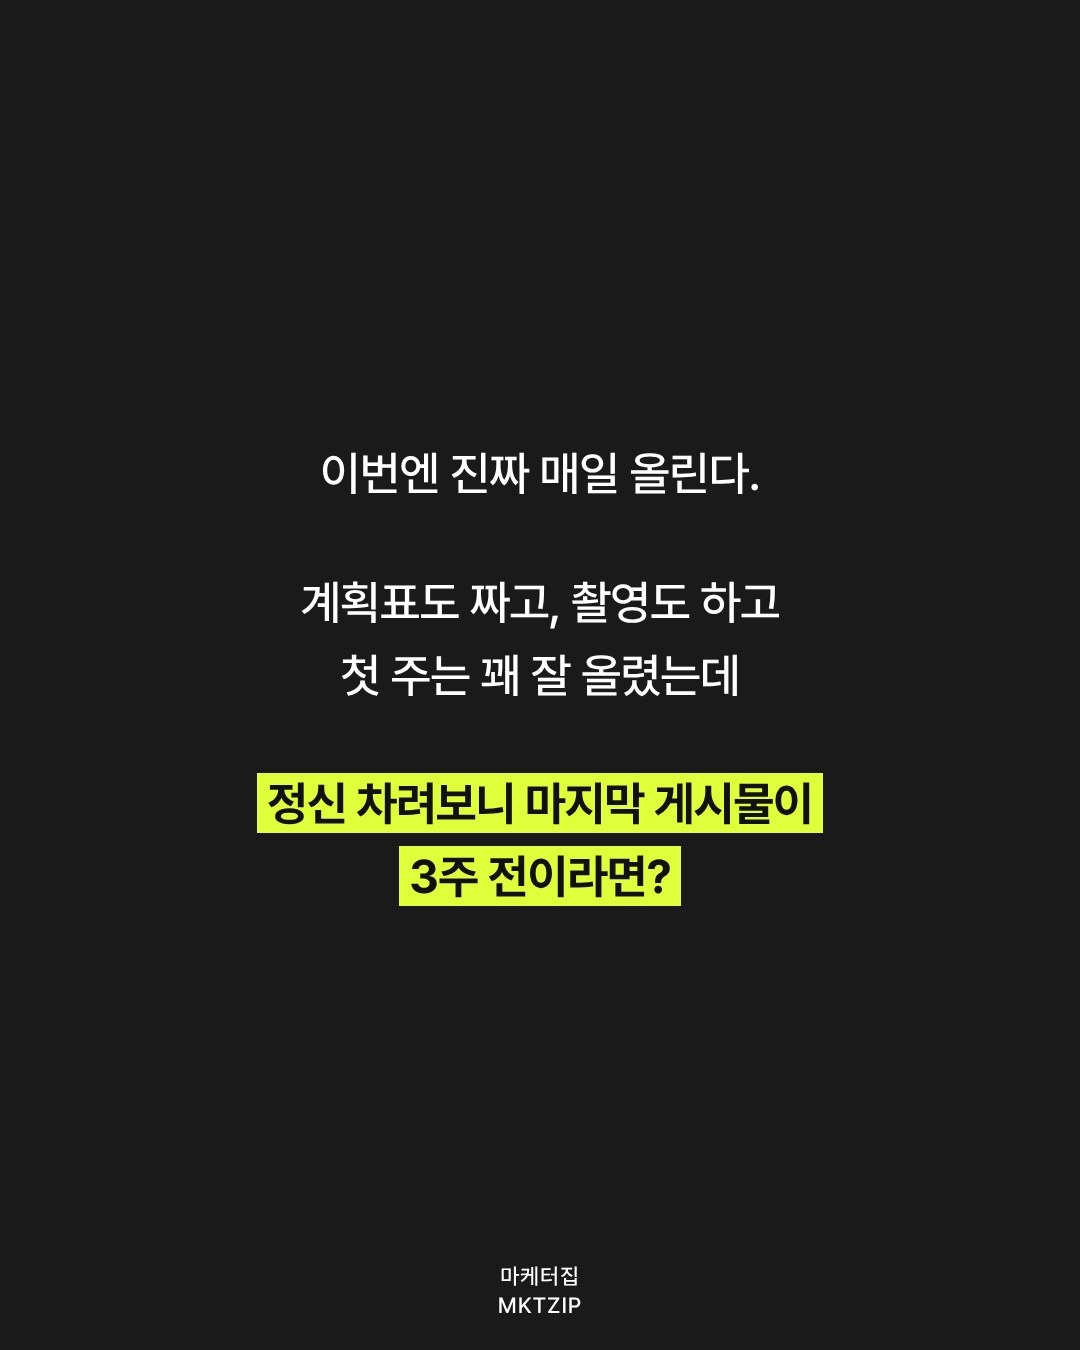 이번엔 진짜 매일 올린다.
계획표도 짜고, 촬영도 하고
첫 주는 꽤 잘 올렸는데
정신 차려보니 마지막 게시물이
3주 전이라면?
마케터집
MKTZIP